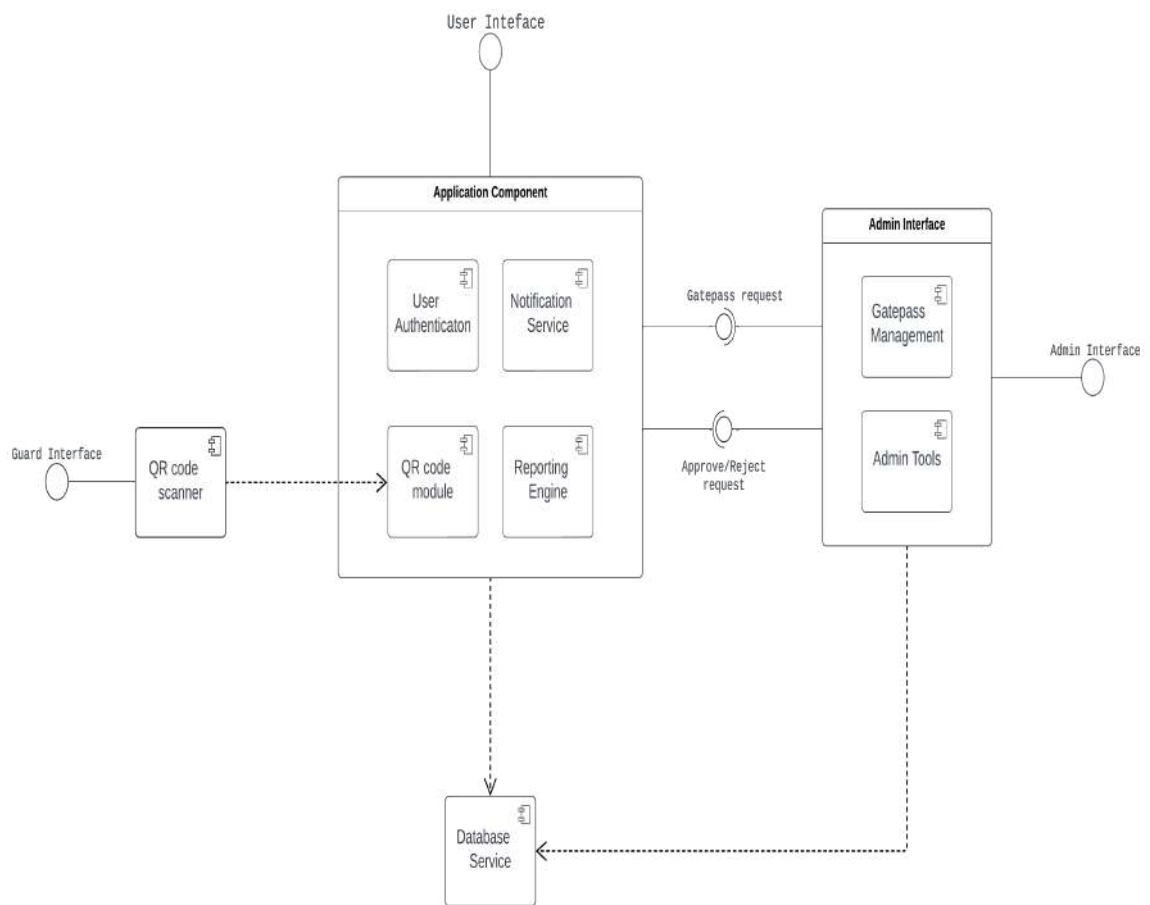 User Inteface
Application Component
Admin Interface
User
Authenticaton
Notification
Service
Gatepass request
Gatepass
Management
Admin Interface
Guard Interface
QR code
scanner
QR code
module
Reporting
Engine
Approve/Reject
request
Admin Tools
Database
Service